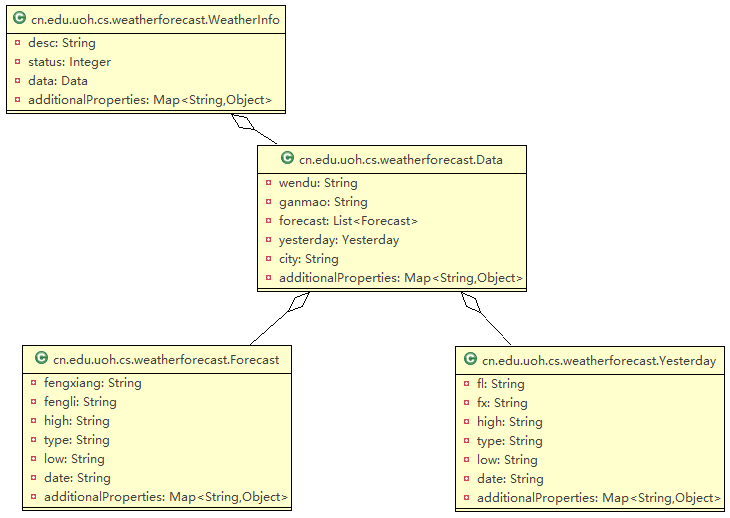 C cn.edu.uoh.cs.weatherforecast.WeatherInfo
desc: String
status: Integer
data: Data
additionalProperties: Map<String,Object>
C cn.edu.uoh.cs.weatherforecast.Data
wendu: String
ganmao: String
forecast: List<Forecast>
yesterday: Yesterday
city: String
additionalProperties: Map<String,Object>
C cn.edu.uoh.cs.weatherforecast.Forecast
fengxiang: String
fengli: String
high: String
type: String
low: String
date: String
additionalProperties: Map<String,Object>
C cn.edu.uoh.cs.weatherforecast.Yesterday
fl: String
fx: String
high: String
type: String
low: String
date: String
additionalProperties: Map<String,Object>